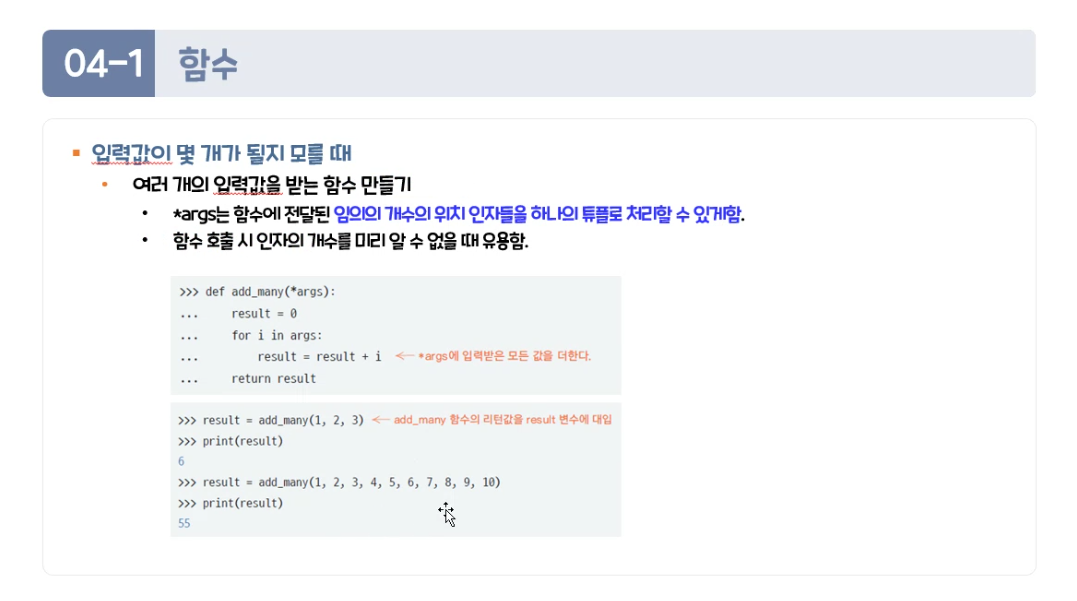 04-1 함수
입력값이 몇 개가 될지 모를 때
여러 개의 입력값을 받는 함수 만들기
*args는 함수에 전달된 임의의 개수의 위치 인자들을 하나의 튜플로 처리할 수 있게함.
함수 호출 시 인자의 개수를 미리 알 수 없을 때 유용함.
>>> def add_many(*args):
...     result = 0
...     for i in args:
...         result = result + i <— *args에 입력받은 모든 값을 더한다.
...     return result
>>> result = add_many(1, 2, 3) <— add_many 함수의 리턴값을 result 변수에 대입
>>> print(result)
6
>>> result = add_many(1, 2, 3, 4, 5, 6, 7, 8, 9, 10)
>>> print(result)
55